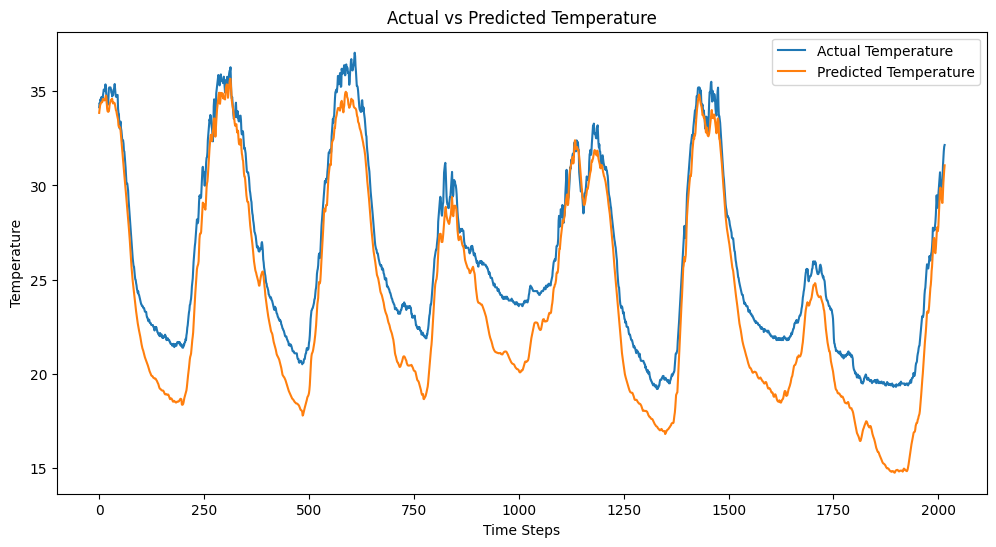 Actual vs Predicted Temperature
Actual Temperature
Predicted Temperature
Temperature
35
30
25
20
15
0
250
500
750
1000
1250
1500
1750
2000
Time Steps